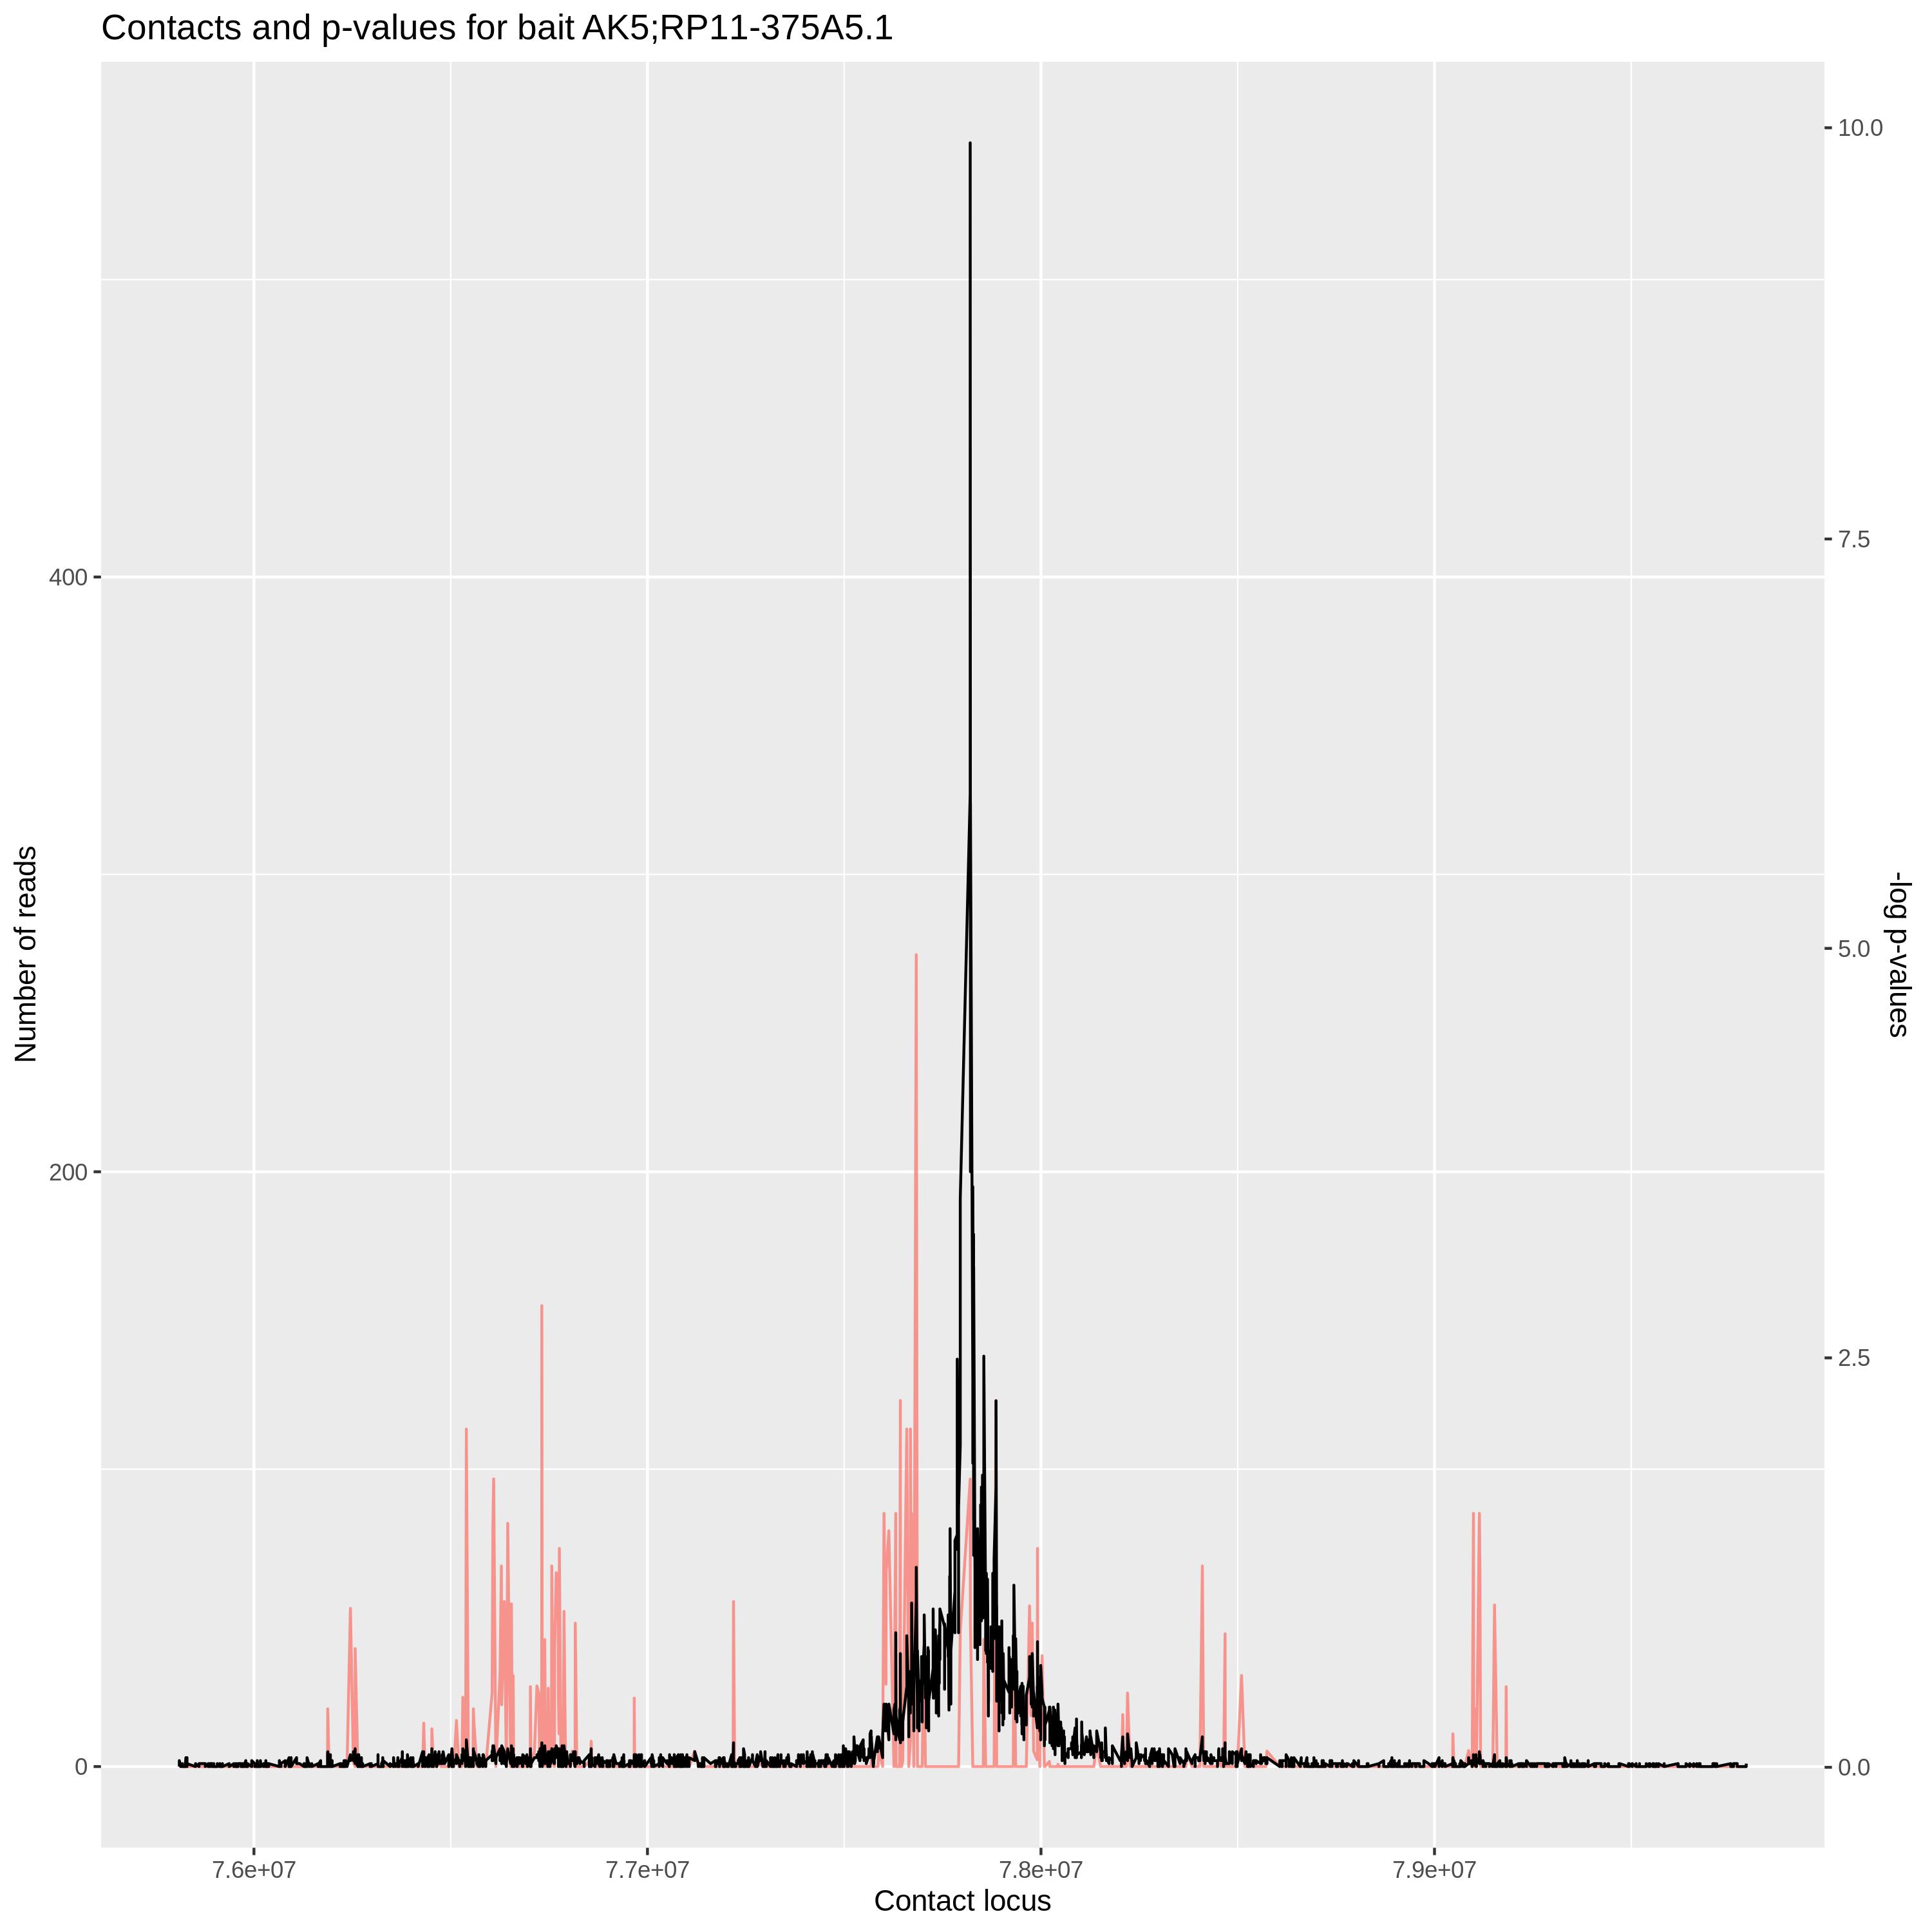 Contacts and p-values for bait AK5;RP11-375A5.1
Number of reads
400
200
0
10.0
7.5
5.0
2.5
0.0
-log p-values
7.6e+07 7.7e+07 7.8e+07 7.9e+07
Contact locus